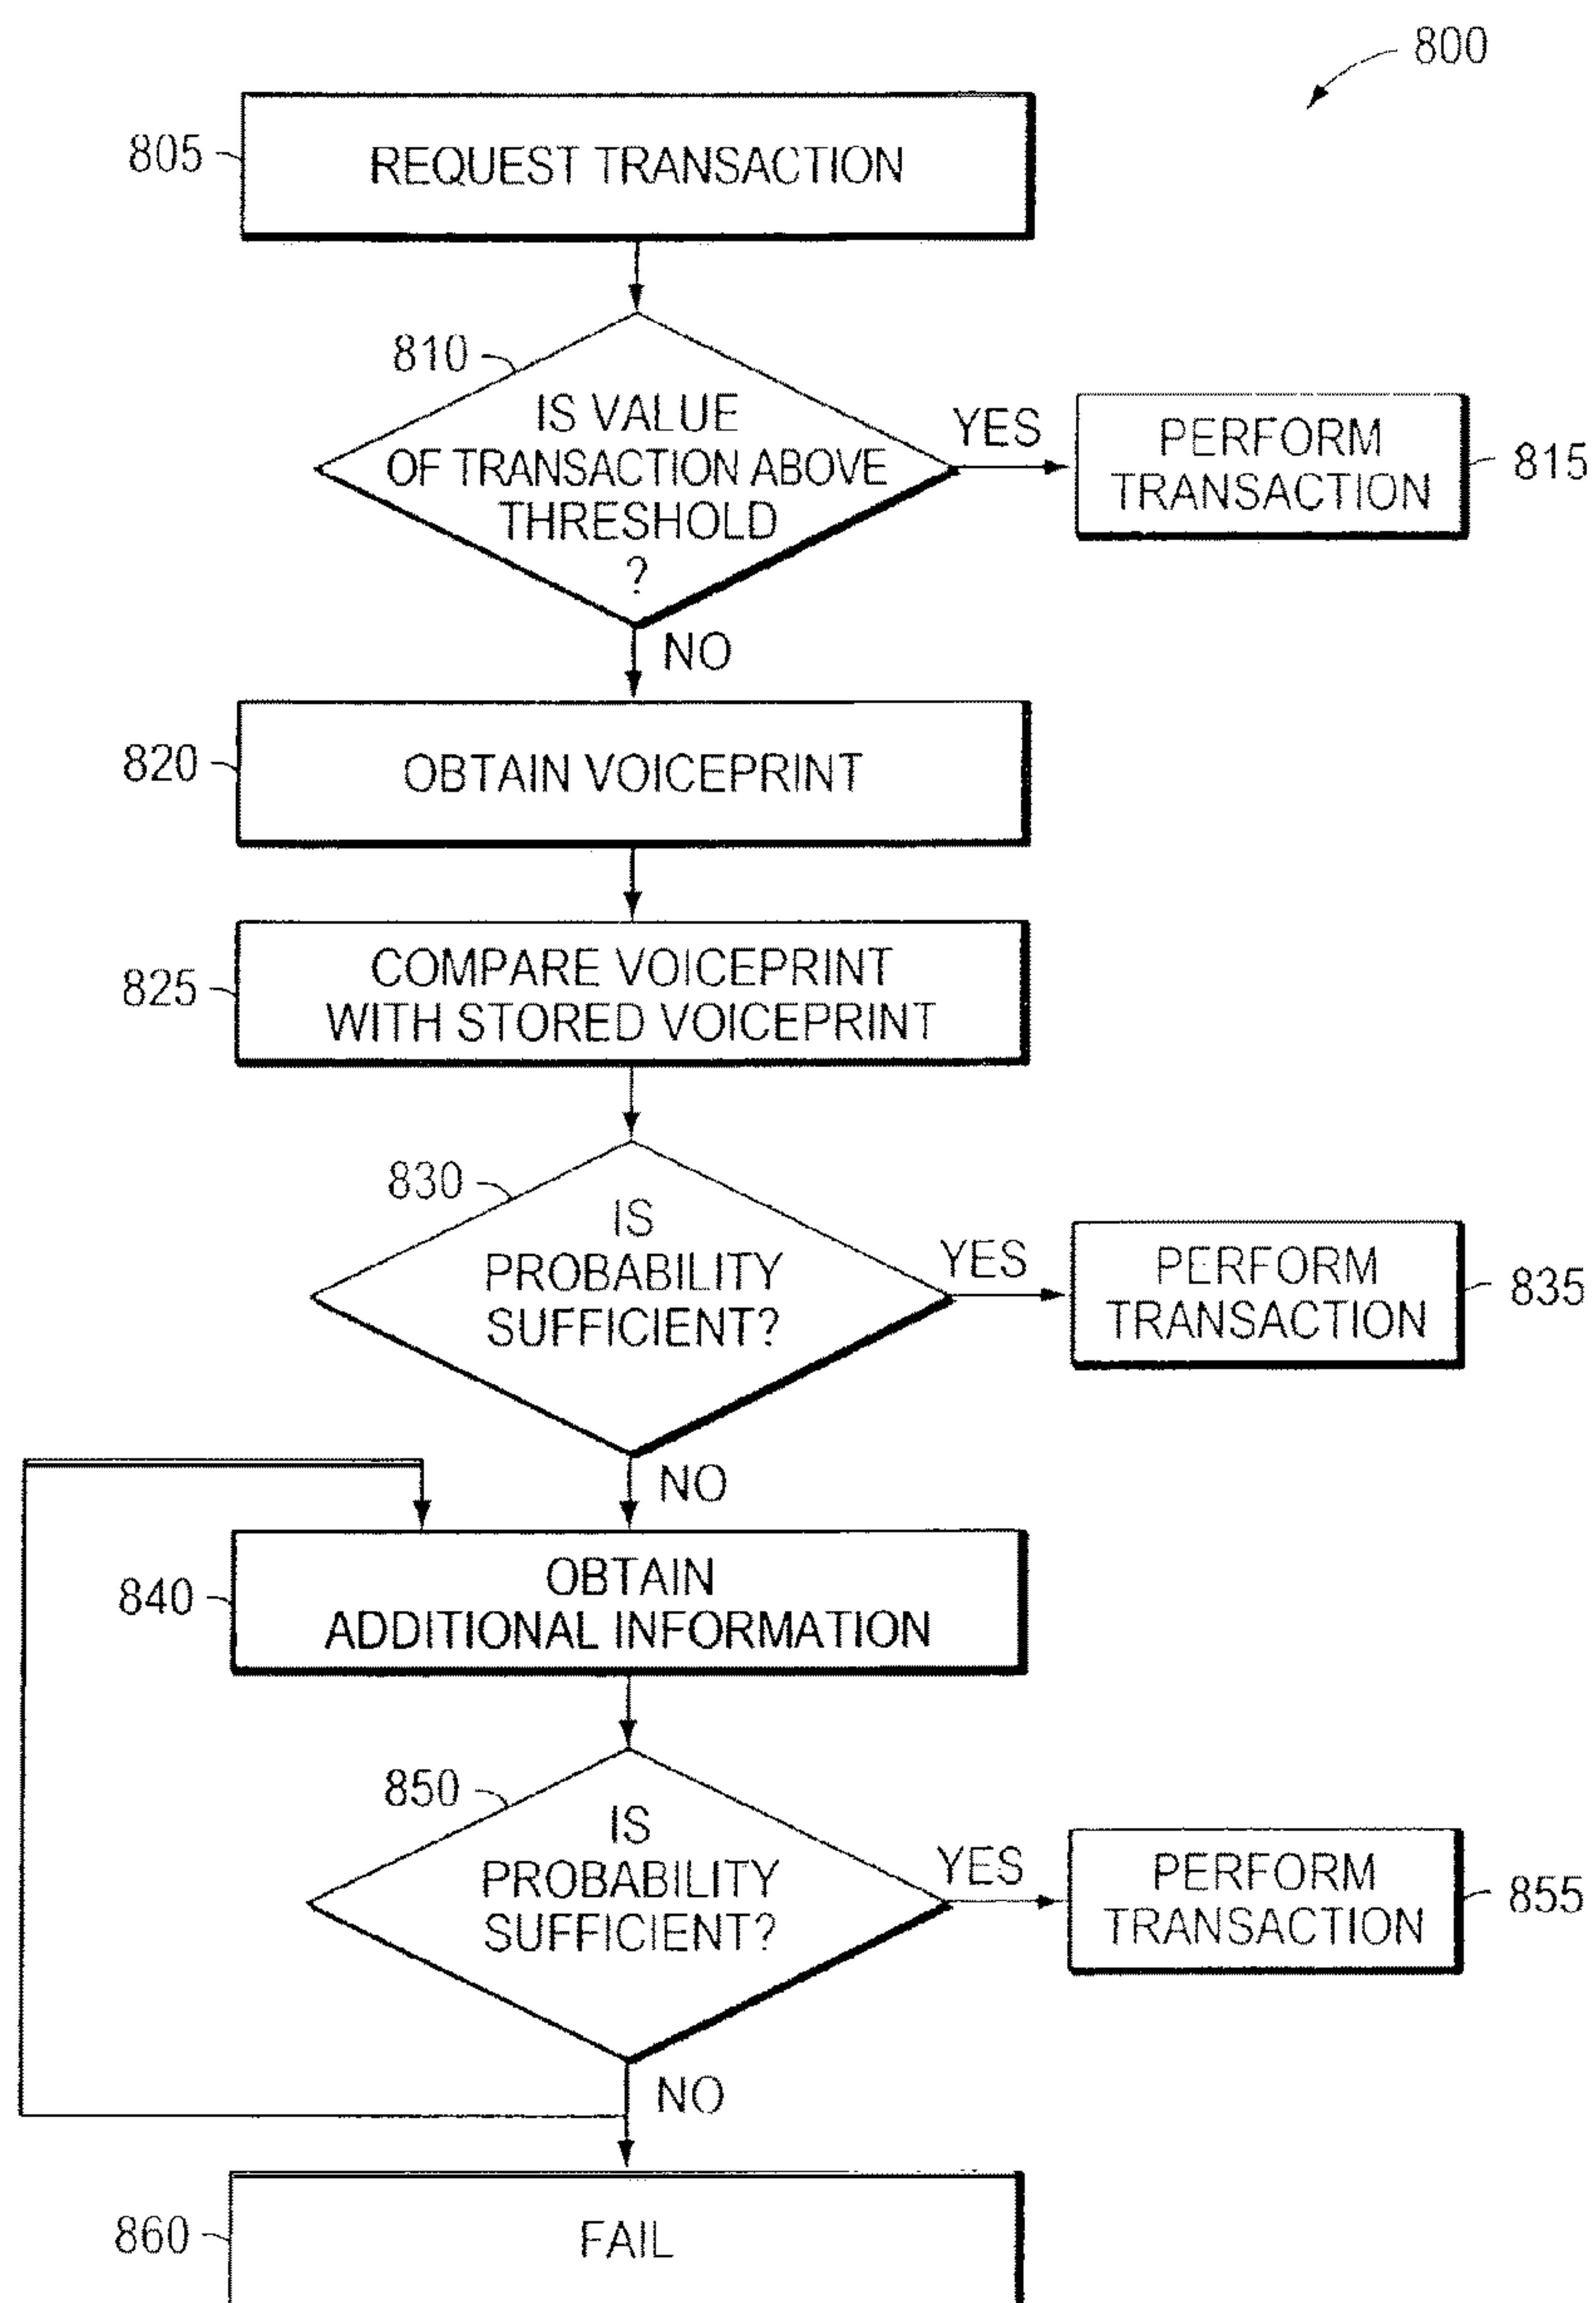 800
805
REQUEST TRANSACTION
810
IS VALUE
OF TRANSACTION ABOVE
THRESHOLD
?
YES
PERFORM
TRANSACTION
815
NO
820
OBTAIN VOICEPRINT
825
COMPARE VOICEPRINT
WITH STORED VOICEPRINT
830
IS
PROBABILITY
SUFFICIENT?
YES
PERFORM
TRANSACTION
835
NO
840
OBTAIN
ADDITIONAL INFORMATION
850
IS
PROBABILITY
SUFFICIENT?
YES
PERFORM
TRANSACTION
855
NO
860
FAIL